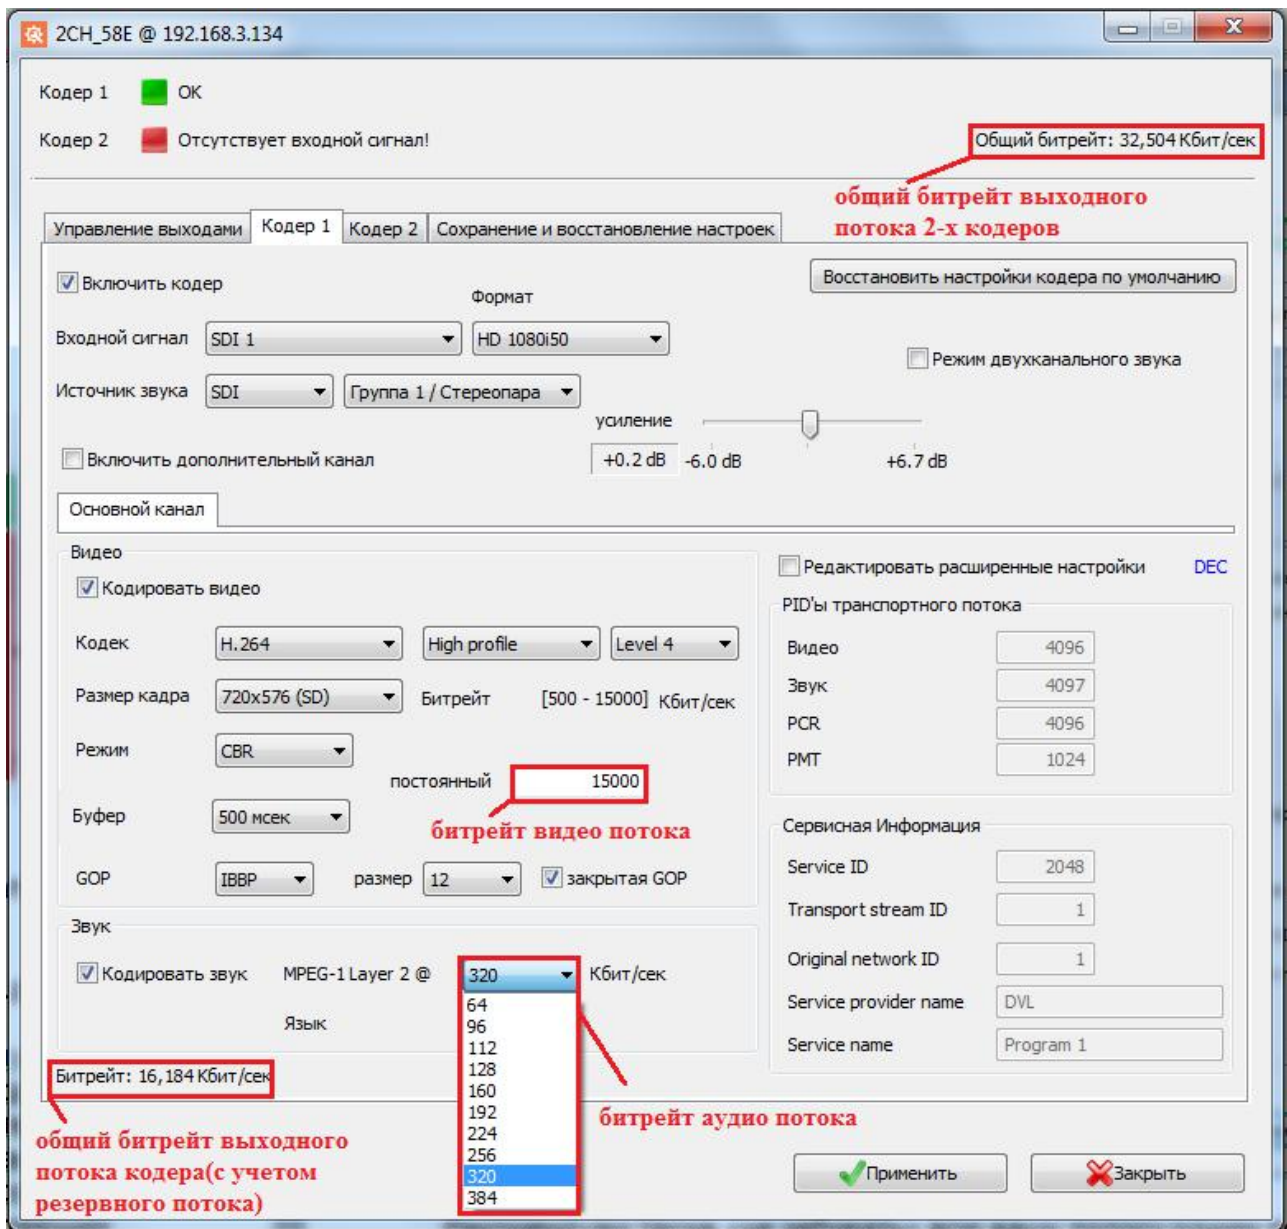 2CH_58E @ 192.168.3.134
Кодер 1 OK
Кодер 2 Отсутствует входной сигнал!
Общий битрейт: 32,504 Кбит/сек
общий битрейт выходного
потока 2-х кодеров
Управление выходами Кодер 1 Кодер 2 Сохранение и восстановление настроек
Включить кодер
Восстановить настройки кодера по умолчанию
Формат
Входной сигнал SDI 1 HD 1080i50
Режим двухканального звука
Источник звука SDI Группа 1 / Стереопара
усиление
Включить дополнительный канал
+0.2 dB -6.0 dB +6.7 dB
Основной канал
Видео
Кодировать видео
Кодек H.264 High profile Level 4
Размер кадра 720x576 (SD) Битрейт [500 - 15000] Кбит/сек
Режим CBR
постоянный 15000
Буфер 500 мсек
битрейт видео потока
GOP IBBP размер 12 закрытая GOP
Звук
Кодировать звук MPEG-1 Layer 2 @ 320 Кбит/сек
Язык
64
96
112
128
160
192
224
256
320
384
Битрейт: 16,184 Кбит/сек
общий битрейт выходного
потока кодера(с учетом
резервного потока)
битрейт аудио потока
Редактировать расширенные настройки DEC
PID'ы транспортного потока
Видео 4096
Звук 4097
PCR 4096
PMT 1024
Сервисная Информация
Service ID 2048
Transport stream ID 1
Original network ID 1
Service provider name DVL
Service name Program 1
Применить Закрыть